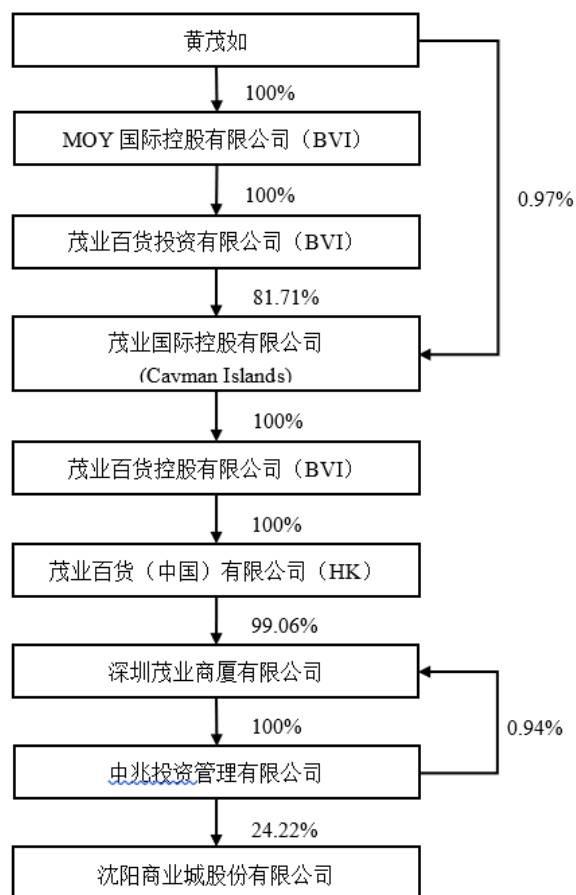 黄茂如
100%
MOY 国际控股有限公司（BVI）
100%
0.97%
茂业百货投资有限公司（BVI）
81.71%
茂业国际控股有限公司
(Cayman Islands)
100%
茂业百货控股有限公司（BVI）
100%
茂业百货（中国）有限公司（HK）
99.06%
深圳茂业商厦有限公司
100%
0.94%
中兆投资管理有限公司
24.22%
沈阳商业城股份有限公司